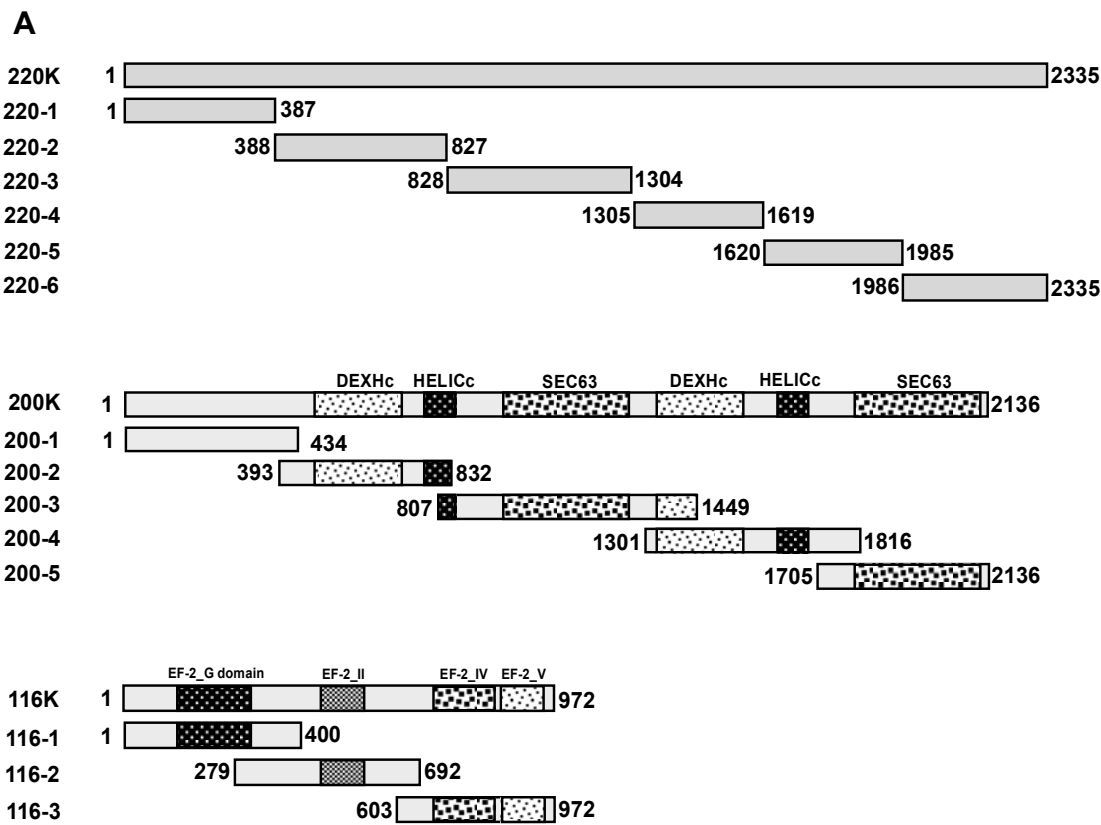 A
220K 1 2335
220-1 1 387
220-2 388 827
220-3 828 1304
220-4 1305 1619
220-5 1620 1985
220-6 1986 2335
DEXHc HELICc SEC63 DEXHc HELICc SEC63
200K 1 2136
200-1 1 434
200-2 393 832
200-3 807 1449
200-4 1301 1816
200-5 1705 2136
EF-2_G domain EF-2_II EF-2_IV EF-2_V
116K 1 972
116-1 1 400
116-2 279 692
116-3 603 972